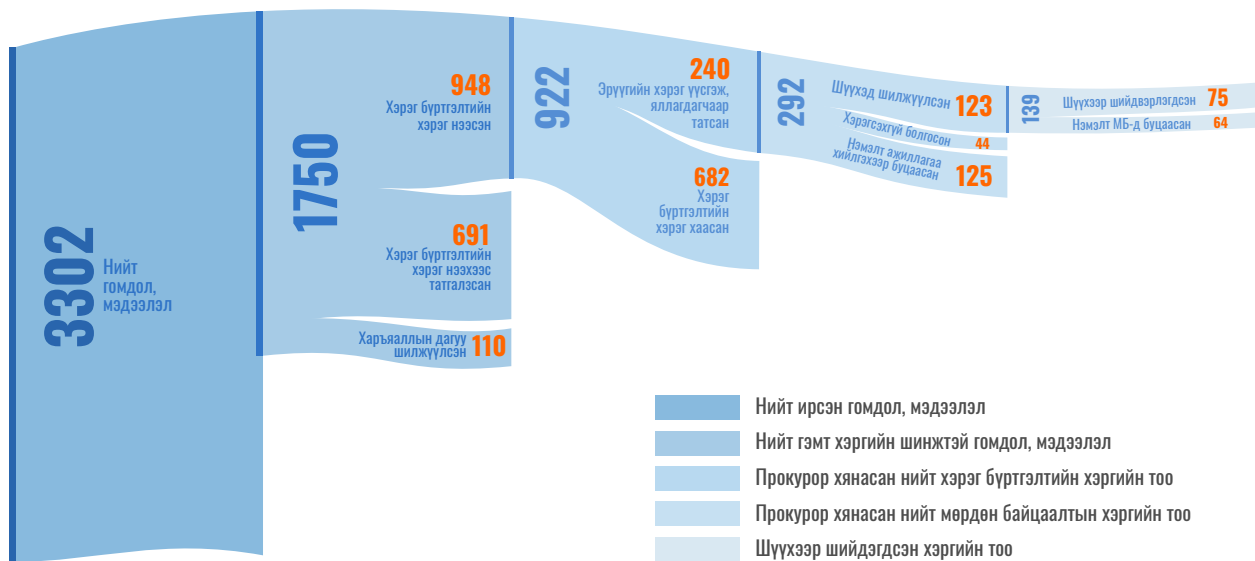 3302
Нийт
гомдол,
мэдээлэл
1750
948
Хэрэг бүртгэлтийн
хэрэг нээсэн
691
Хэрэг бүртгэлтийн
хэрэг нээхээс
татгалзсан
Харъяаллын дагуу
шилжүүлсэн
110
922
240
Эрүүгийн хэрэг үүсгэж,
яллагдагчаар
татсан
682
Хэрэг
бүртгэлтийн
хэрэг хаасан
292
Шүүхэд шилжүүлсэн 123
Хэрэгсэхгүй болгосон 44
Нэмэлт ажиллагаа
хийлгэхээр буцаасан 125
139
Шүүхээр шийдвэрлэгдсэн 75
Нэмэлт МБ-д буцаасан 64
Нийт ирсэн гомдол, мэдээлэл
Нийт гэмт хэргийн шинжтэй гомдол, мэдээлэл
Прокурор хянасан нийт хэрэг бүртгэлтийн хэргийн тоо
Прокурор хянасан нийт мөрдөн байцаалтын хэргийн тоо
Шүүхээр шийдэгдсэн хэргийн тоо